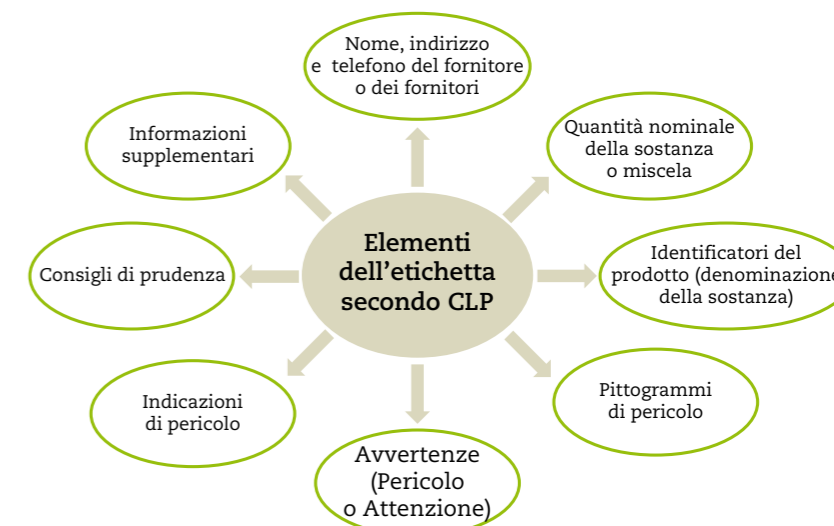 Nome, indirizzo
e telefono del fornitore
o dei fornitori
Informazioni
supplementari
Quantità nominale
della sostanza
o miscela
Elementi
dell'etichetta
secondo CLP
Consigli di prudenza
Identificatori del
prodotto (denominazione
della sostanza)
Indicazioni
di pericolo
Pittogrammi
di pericolo
Avvertenze
(Pericolo
o Attenzione)